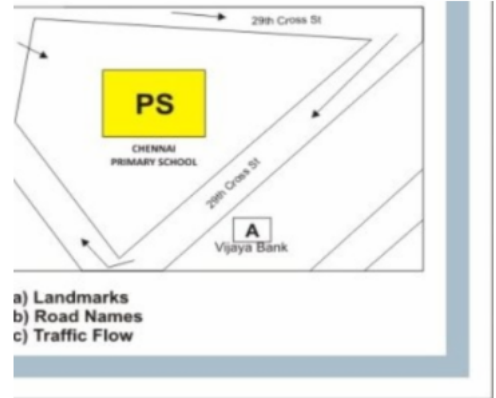 29th Cross St
PS
CHENNAI
PRIMARY SCHOOL
29th Cross St
A
Vijaya Bank
a) Landmarks
b) Road Names
c) Traffic Flow